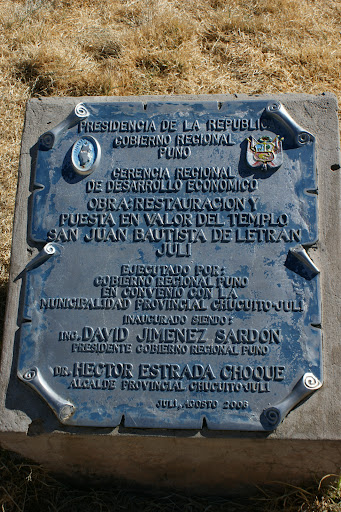 PRESIDENCIA DE LA REPUBLICA
GOBIERNO REGIONAL
PUNO
GERENCIA REGIONAL
DE DESARROLLO ECONOMICO
OBRA: RESTAURACION Y
PUESTA EN VALOR DEL TEMPLO
SAN JUAN BAUTISTA DE LETRAN
JULI
EJECUTADO POR:
GOBIERNO REGIONAL PUNO
EN CONVENIO CON LA
MUNICIPALIDAD PROVINCIAL CHUCUITO-JULI
INAUGURADO SIENDO:
ING. DAVID JIMENEZ SARDON
PRESIDENTE GOBIERNO REGIONAL PUNO
DR. HECTOR ESTRADA CHOQUE
ALCALDE PROVINCIAL CHUCUITO-JULI
JULI, AGOSTO 2006